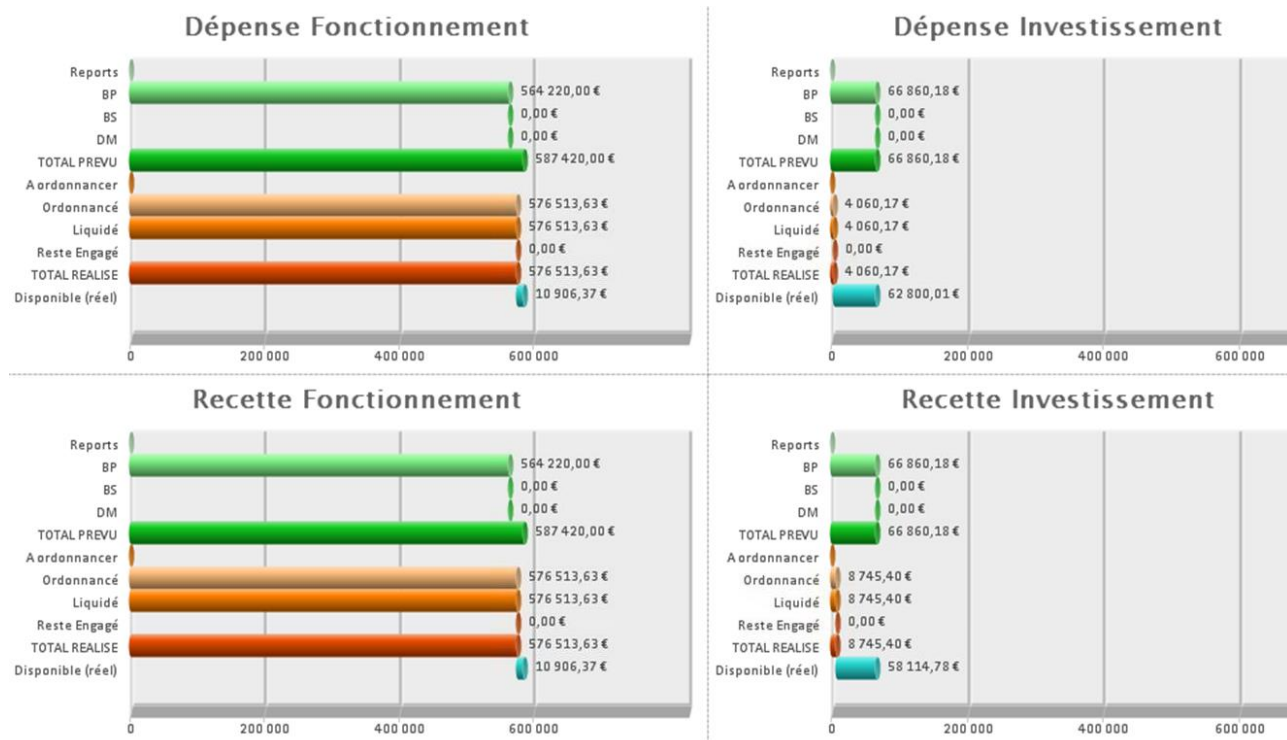 Dépense Fonctionnement
Reports
BP 564 220,00 €
BS 0,00 €
DM 0,00 €
TOTAL PREVU 587 420,00 €
A ordonnancer
Ordonnancé 576 513,63 €
Liquidé 576 513,63 €
Reste Engagé 0,00 €
TOTAL REALISE 576 513,63 €
Disponible (réel) 10 906,37 €
0 200 000 400 000 600 000
Dépense Investissement
Reports
BP 66 860,18 €
BS 0,00 €
DM 0,00 €
TOTAL PREVU 66 860,18 €
A ordonnancer
Ordonnancé 4 060,17 €
Liquidé 4 060,17 €
Reste Engagé 0,00 €
TOTAL REALISE 4 060,17 €
Disponible (réel) 62 800,01 €
0 200 000 400 000 600 000
Recette Fonctionnement
Reports
BP 564 220,00 €
BS 0,00 €
DM 0,00 €
TOTAL PREVU 587 420,00 €
A ordonnancer
Ordonnancé 576 513,63 €
Liquidé 576 513,63 €
Reste Engagé 0,00 €
TOTAL REALISE 576 513,63 €
Disponible (réel) 10 906,37 €
0 200 000 400 000 600 000
Recette Investissement
Reports
BP 66 860,18 €
BS 0,00 €
DM 0,00 €
TOTAL PREVU 66 860,18 €
A ordonnancer
Ordonnancé 8 745,40 €
Liquidé 8 745,40 €
Reste Engagé 0,00 €
TOTAL REALISE 8 745,40 €
Disponible (réel) 58 114,78 €
0 200 000 400 000 600 000